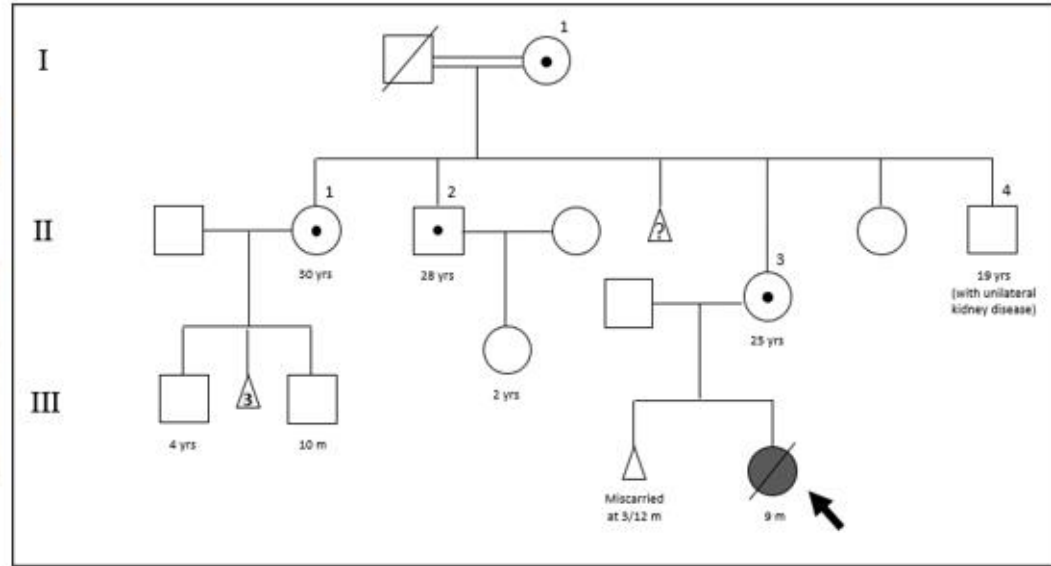 1
I
1
2
4
II
?
3
30 yrs
28 yrs
19 yrs
(with unilateral
kidney disease)
25 yrs
III
3
2 yrs
4 yrs
10 m
Miscarried
at 3/12 m
9 m